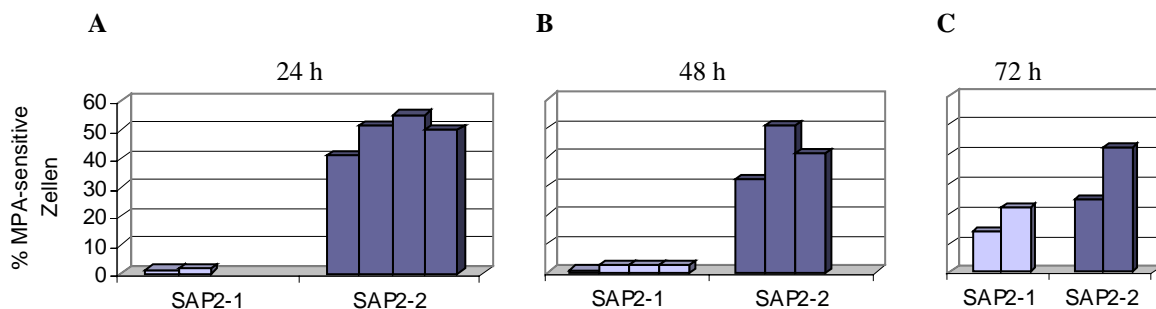 A B C
24 h 48 h 72 h
% MPA-sensitive
Zellen
60
50
40
30
20
10
0
SAP2-1 SAP2-2 SAP2-1 SAP2-2 SAP2-1 SAP2-2